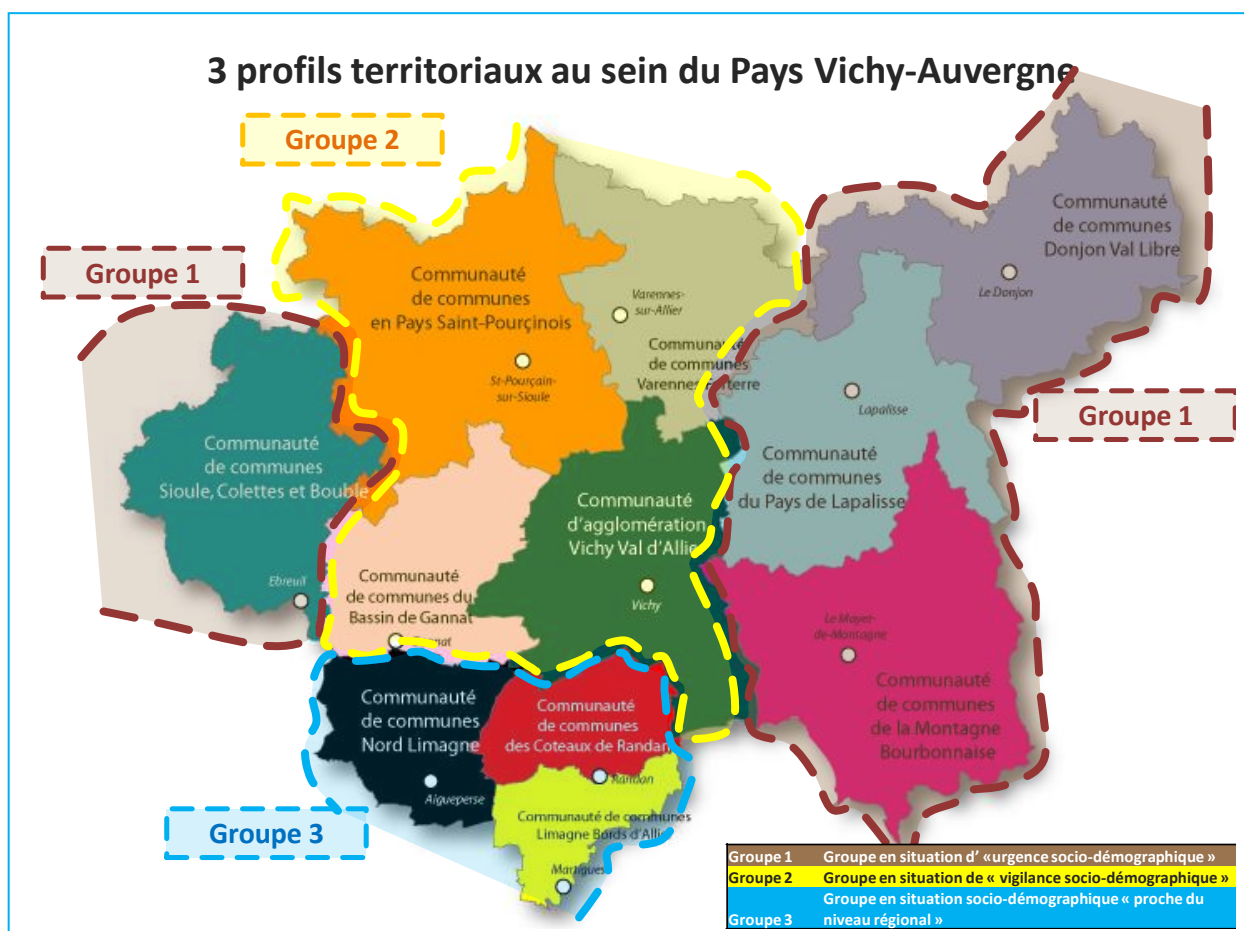 3 profils territoriaux au sein du Pays Vichy-Auvergne
Groupe 2
Groupe 1
Communauté
de communes
Donjon Val Libre
Le Donjon
Communauté
de communes
en Pays Saint-Pourçinois
St-Pourçain-
sur-Sioule
Varennes-
sur-Allier
Communauté
de communes
Varennes Forterre
Lapalisse
Groupe 1
Communauté
de communes
Sioule, Colettes et Bouble
Ebreuil
Communauté
de communes
du Pays de Lapalisse
Communauté
d'agglomération
Vichy Val d'Allier
Vichy
Communauté
de communes du
Bassin de Gannat
Gannat
Le Mayer-
de-Montagne
Communauté
de communes
de la Montagne
Bourbonnaise
Communauté
de communes
Nord Limagne
Aigueperse
Communauté
de communes
des Coteaux de Randan
Randan
Groupe 3
Communauté de communes
Limagne Bords d'Allier
Martigues
Groupe 1 Groupe en situation d' «urgence socio-démographique »
Groupe 2 Groupe en situation de « vigilance socio-démographique »
Groupe 3 Groupe en situation socio-démographique « proche du
niveau régional »